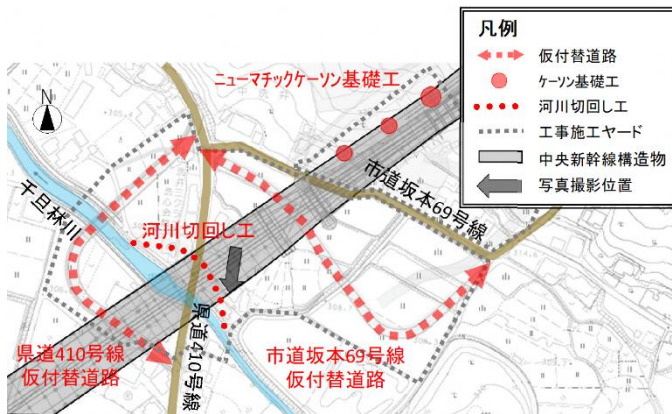 凡例
仮付替道路
ケーソン基礎工
河川切回し工
工事施工ヤード
中央新幹線構造物
写真撮影位置
ニューマチックケーソン基礎工
N
千旦林川
市道坂本69号線
河川切回し工
県道410号線
県道410号線
仮付替道路
市道坂本69号線
仮付替道路